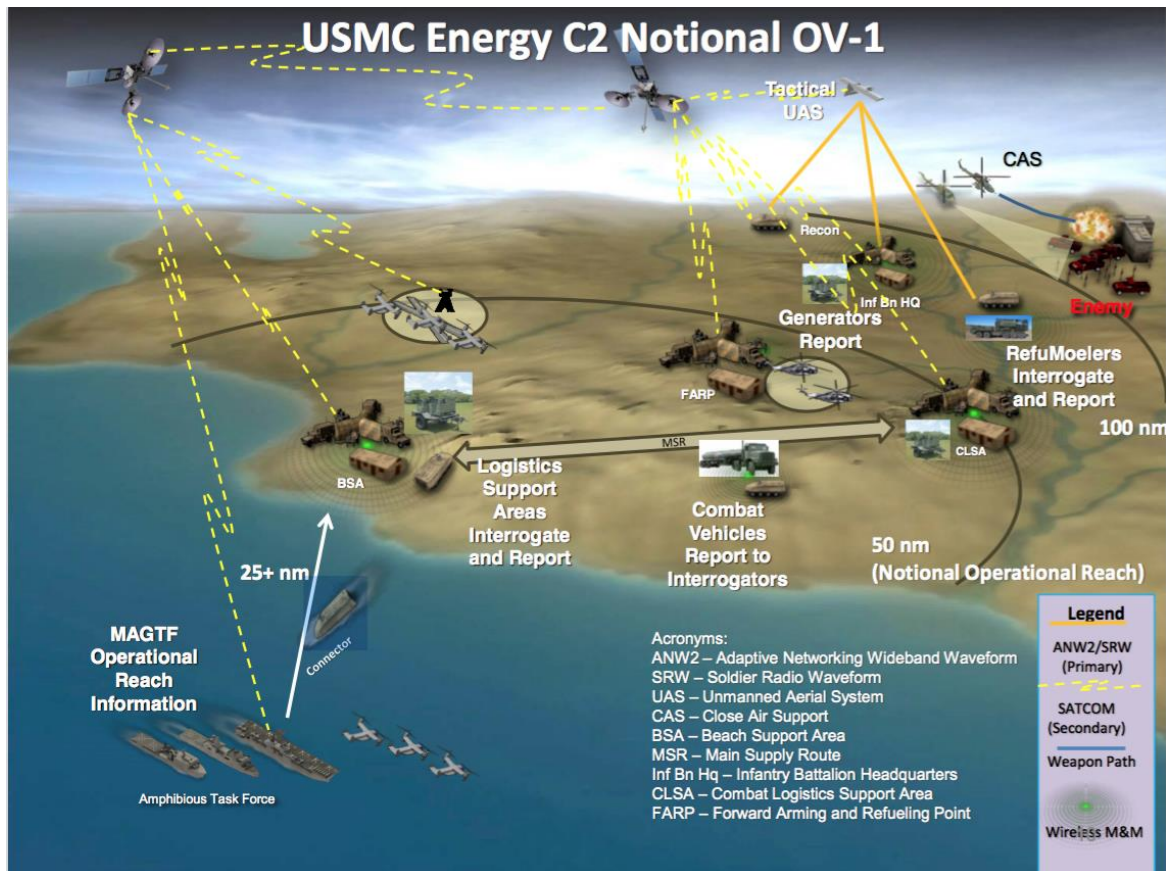 USMC Energy C2 Notional OV-1
Tactical
UAS
CAS
Recon
Inf Bn HQ
Enemy
Generators
Report
RefuMoelers
Interrogate
and Report
100 nm
FARP
MSR
CLSA
BSA
Logistics
Support
Areas
Interrogate
and Report
Combat
Vehicles
Report to
Interrogators
50 nm
(Notional Operational Reach)
25+ nm
Connector
MAGTF
Operational
Reach
Information
Amphibious Task Force
Acronyms:
ANW2 – Adaptive Networking Wideband Waveform
SRW – Soldier Radio Waveform
UAS – Unmanned Aerial System
CAS – Close Air Support
BSA – Beach Support Area
MSR – Main Supply Route
Inf Bn Hq – Infantry Battalion Headquarters
CLSA – Combat Logistics Support Area
FARP – Forward Arming and Refueling Point
Legend
ANW2/SRW
(Primary)
SATCOM
(Secondary)
Weapon Path
Wireless M&M